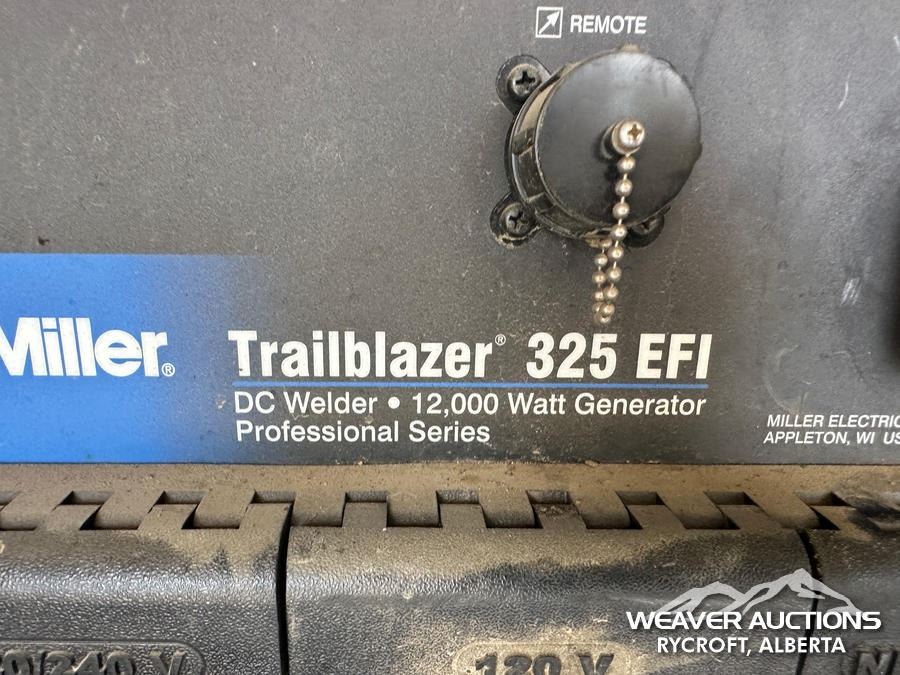 REMOTE
Miller®
Trailblazer® 325 EFI
DC Welder • 12,000 Watt Generator
Professional Series
MILLER ELECTRIC
APPLETON, WI
240 V
120 V
WEAVER AUCTIONS
RYCROFT, ALBERTA